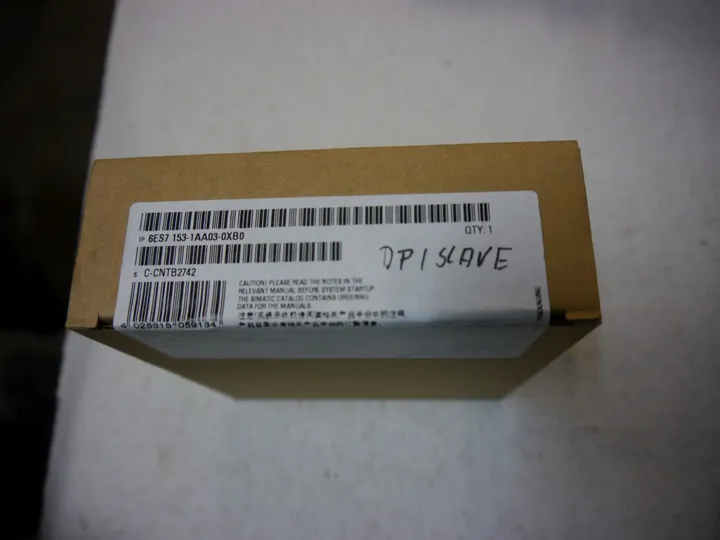 1P 6ES7 153-1AA03-0XB0
QTY: 1
S C-CNTB2742
DP/SLAVE
CAUTION! PLEASE READ THE NOTES IN THE
RELEVANT MANUAL BEFORE SYSTEM STARTUP.
THE SIMATIC CATALOG CONTAINS ORDERING
DATA FOR THE MANUALS.
4 025515 059134